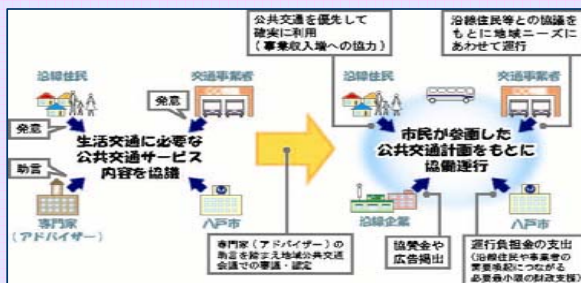 公共交通を優先して
確実に利用
(事業収入増への協力)
沿線住民等との協議を
もとに地域ニーズに
あわせて運行
沿線住民
交通事業者
発意
発意
生活交通に必要な
公共交通サービス
内容を協議
助言
専門家
(アドバイザー)
八戸市
沿線住民
交通事業者
市民が参画した
公共交通計画をもとに
協働運行
沿線企業
八戸市
専門家(アドバイザー)の
助言を踏まえ地域公共交通
会議での審議・認定
協賛金や
広告掲出
運行負担金の支出
(沿線住民や事業者の
需要喚起につながる
必要最小限の財政支援)